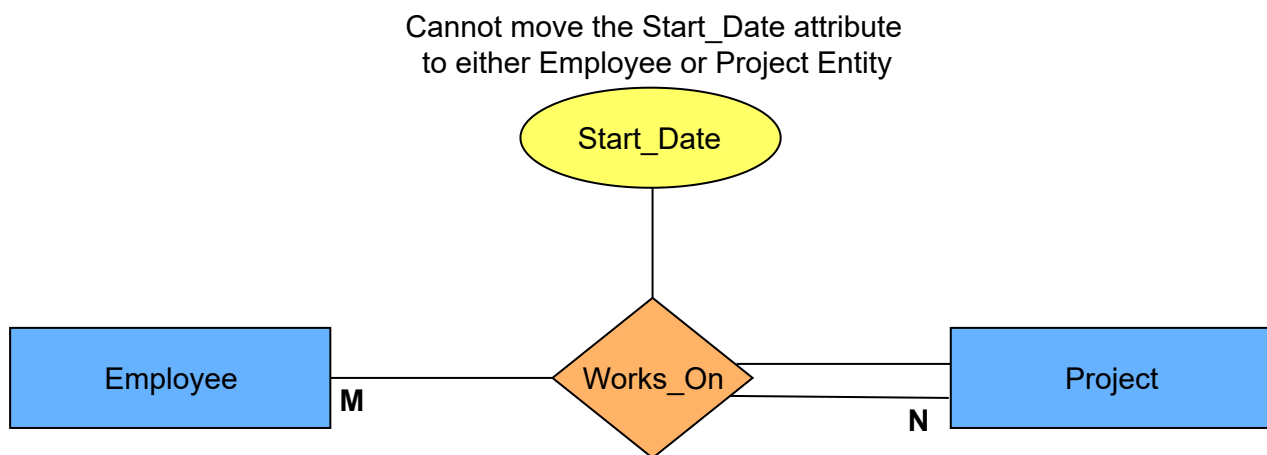 Cannot move the Start_Date attribute
to either Employee or Project Entity
Start_Date
Employee
Works_On
Project
M
N